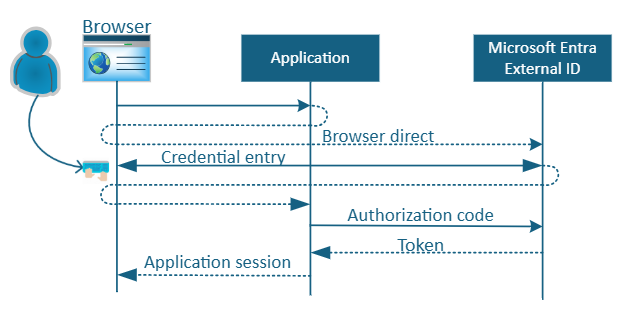 Browser
Application
Microsoft Entra
External ID
Browser direct
Credential entry
Authorization code
Token
Application session